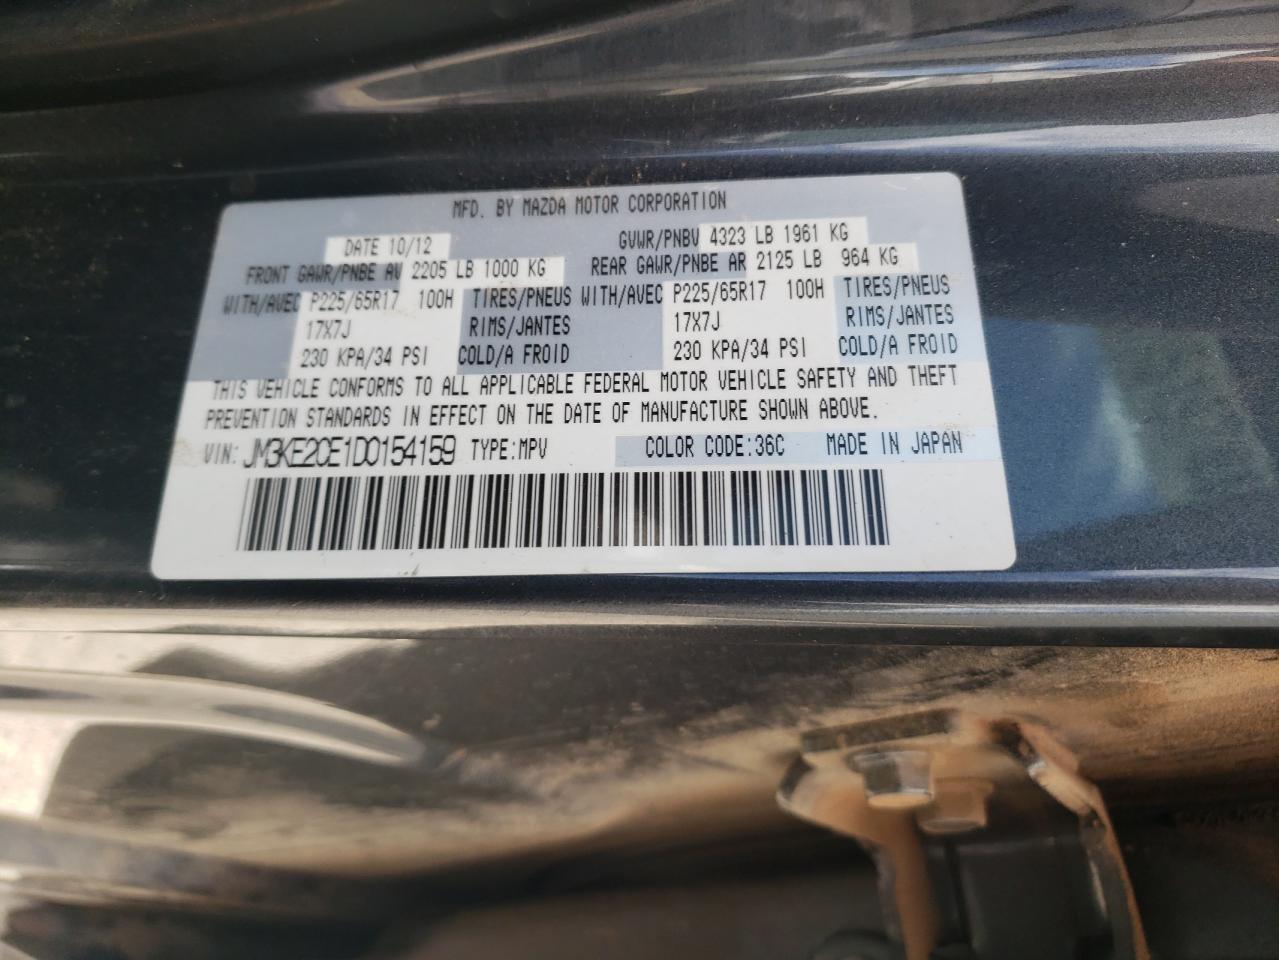 MFD. BY MAZDA MOTOR CORPORATION
DATE 10/12 GVWR/PNBV 4323 LB 1961 KG
FRONT GAWR/PNBE AV 2205 LB 1000 KG REAR GAWR/PNBE AR 2125 LB 964 KG
WITH/AVEC P225/65R17 100H TIRES/PNEUS WITH/AVEC P225/65R17 100H TIRES/PNEUS
17X7J RIMS/JANTES 17X7J RIMS/JANTES
230 KPA/34 PSI COLD/A FROID 230 KPA/34 PSI COLD/A FROID
THIS VEHICLE CONFORMS TO ALL APPLICABLE FEDERAL MOTOR VEHICLE SAFETY AND THEFT
PREVENTION STANDARDS IN EFFECT ON THE DATE OF MANUFACTURE SHOWN ABOVE.
VIN: JM3KE2CE1D0154159 TYPE:MPV COLOR CODE:36C MADE IN JAPAN